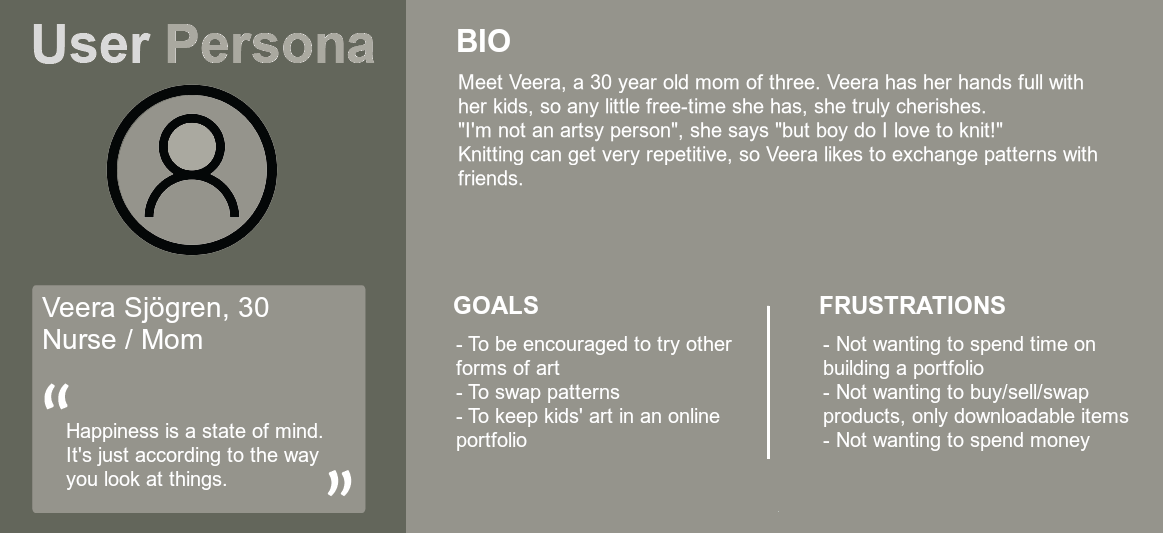 User Persona
Veera Sjögren, 30
Nurse / Mom
“
Happiness is a state of mind.
It's just according to the way
you look at things.
”
BIO
Meet Veera, a 30 year old mom of three. Veera has her hands full with
her kids, so any little free-time she has, she truly cherishes.
"I'm not an artsy person", she says "but boy do I love to knit!"
Knitting can get very repetitive, so Veera likes to exchange patterns with
friends.
GOALS
- To be encouraged to try other
forms of art
- To swap patterns
- To keep kids' art in an online
portfolio
FRUSTRATIONS
- Not wanting to spend time on
building a portfolio
- Not wanting to buy/sell/swap
products, only downloadable items
- Not wanting to spend money